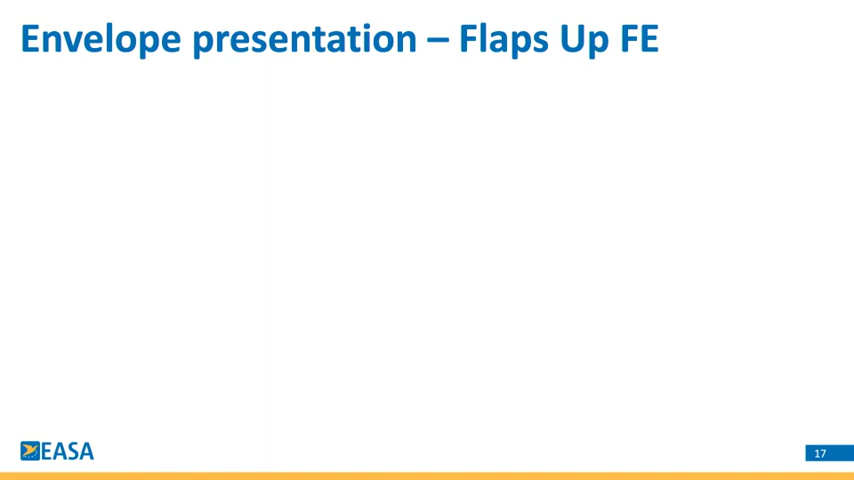 Envelope presentation – Flaps Up FE
EASA
17